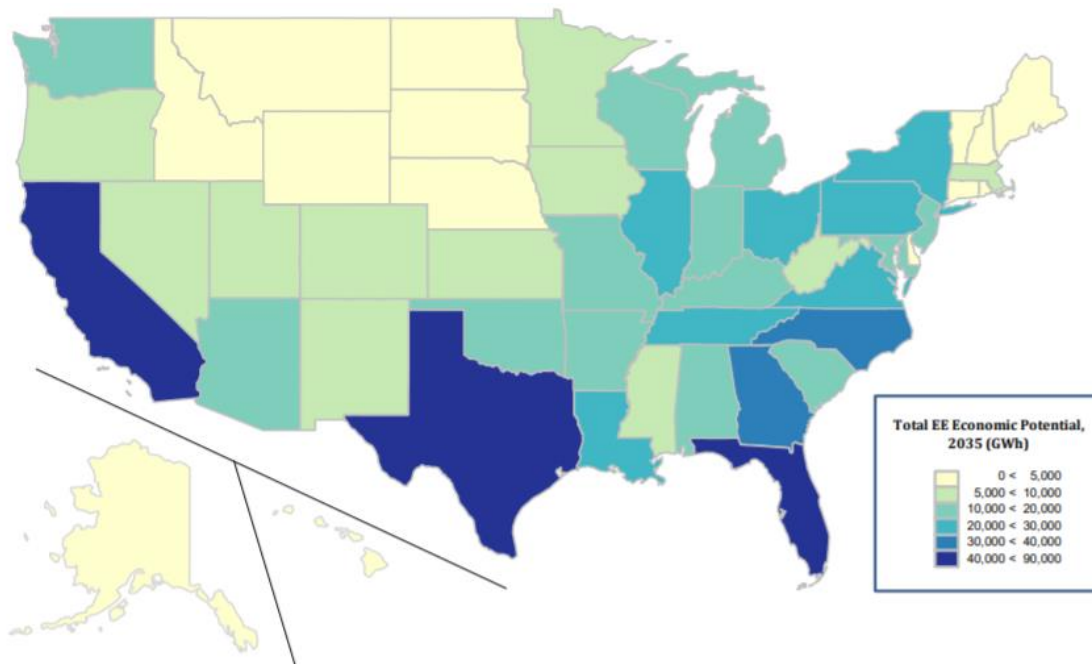 Total EE Economic Potential,
2035 (GWh)
0 < 5,000
5,000 < 10,000
10,000 < 20,000
20,000 < 30,000
30,000 < 40,000
40,000 < 90,000